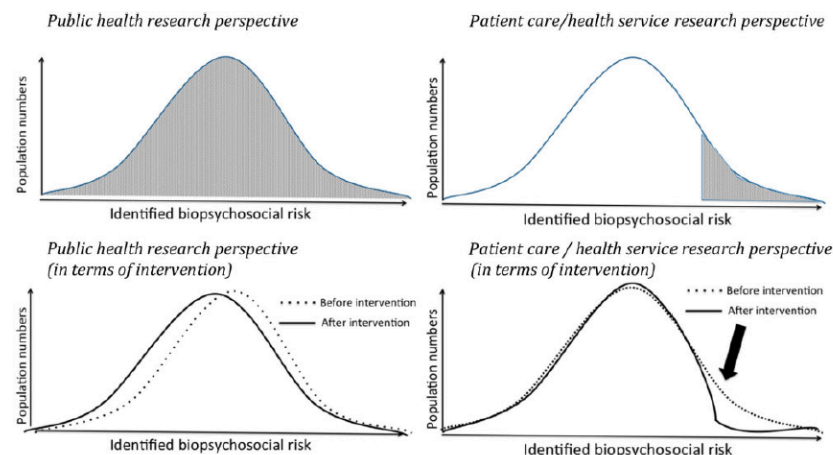 Public health research perspective
Patient care/health service research perspective
Population numbers
Identified biopsychosocial risk
Population numbers
Identified biopsychosocial risk
Public health research perspective
(in terms of intervention)
Patient care / health service research perspective
(in terms of intervention)
Before intervention
After intervention
Population numbers
Identified biopsychosocial risk
Before intervention
After intervention
Population numbers
Identified biopsychosocial risk